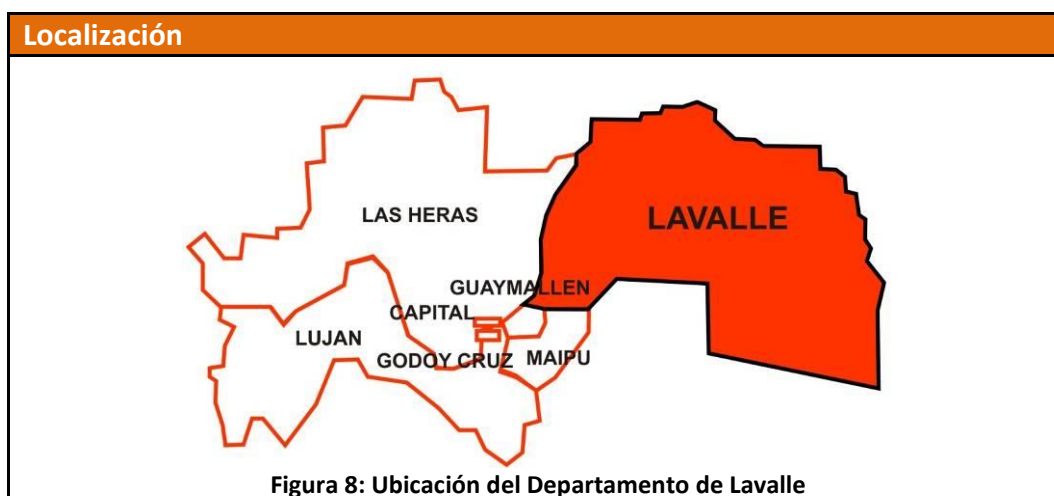 Localización
LAVALLE
LAS HERAS
GUAYMALLEN
CAPITAL
LUJAN
GODOY CRUZ
MAIPU
Figura 8: Ubicación del Departamento de Lavalle